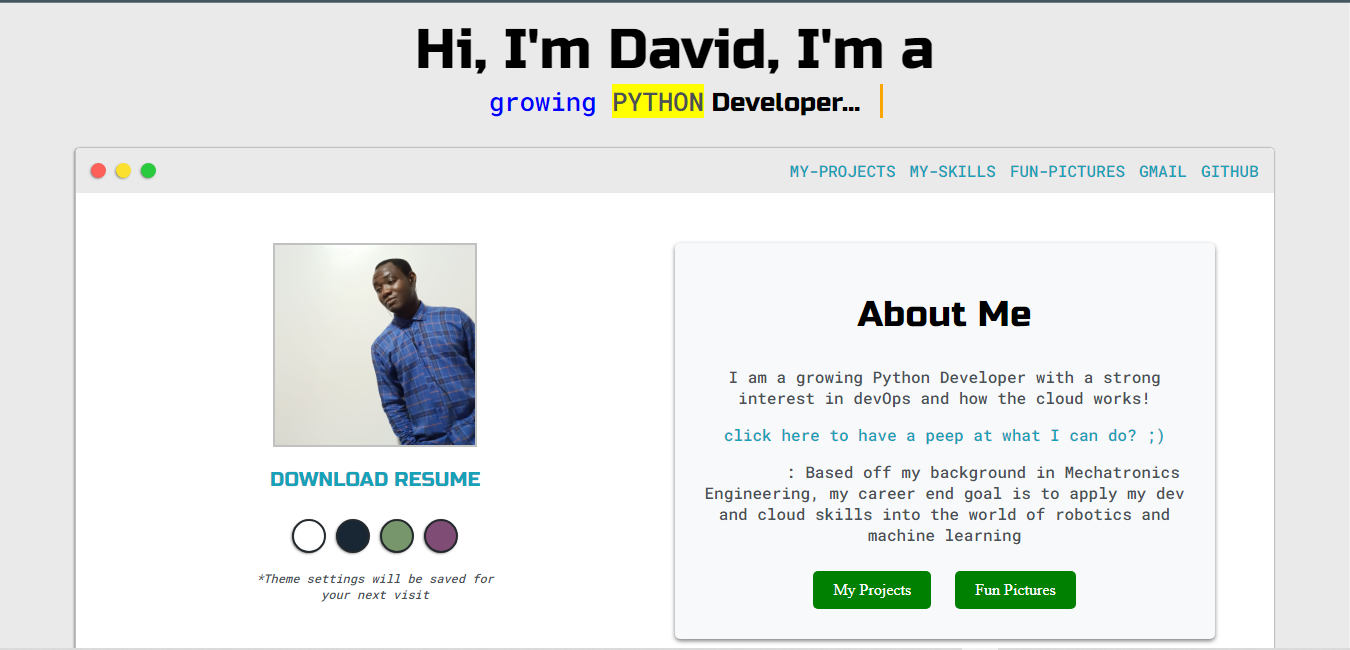 Hi, I'm David, I'm a
growing PYTHON Developer...
MY-PROJECTS MY-SKILLS FUN-PICTURES GMAIL GITHUB
DOWNLOAD RESUME
*Theme settings will be saved for
your next visit
About Me
I am a growing Python Developer with a strong
interest in devOps and how the cloud works!
click here to have a peep at what I can do? ;)
: Based off my background in Mechatronics
Engineering, my career end goal is to apply my dev
and cloud skills into the world of robotics and
machine learning
My Projects
Fun Pictures